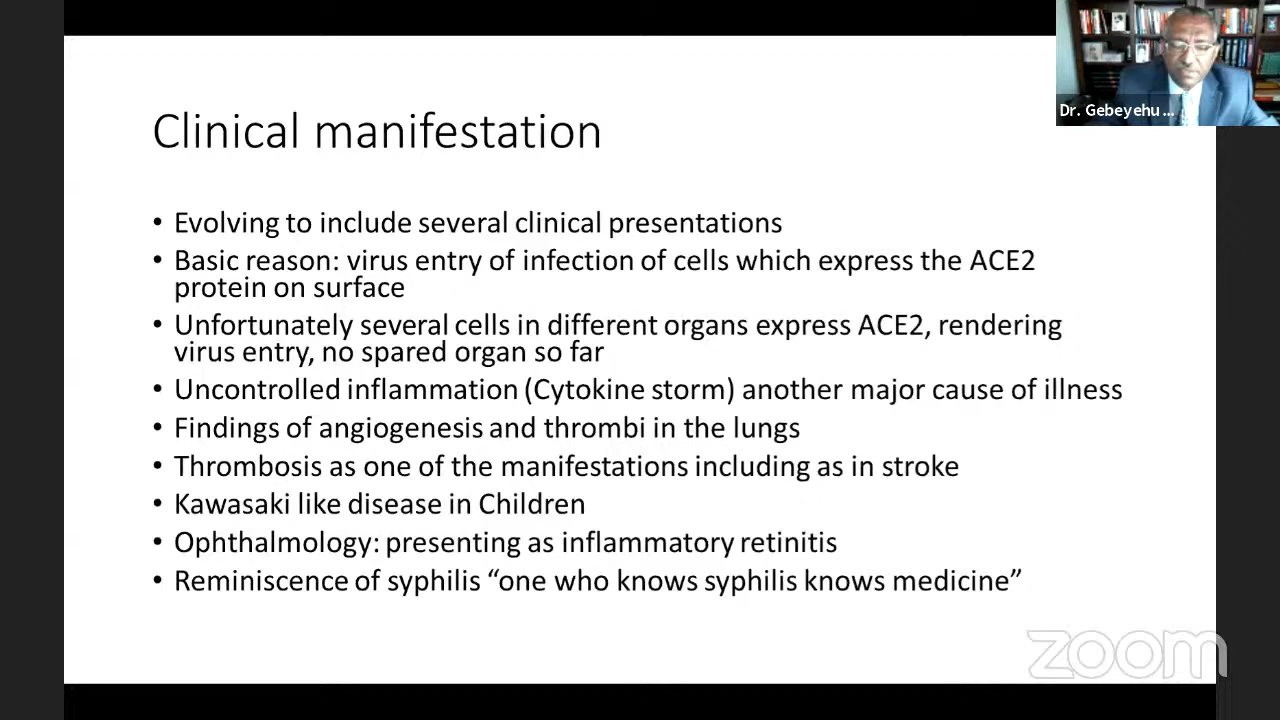 Dr. Gebeyehu ...
Clinical manifestation
• Evolving to include several clinical presentations
• Basic reason: virus entry of infection of cells which express the ACE2
protein on surface
• Unfortunately several cells in different organs express ACE2, rendering
virus entry, no spared organ so far
• Uncontrolled inflammation (Cytokine storm) another major cause of illness
• Findings of angiogenesis and thrombi in the lungs
• Thrombosis as one of the manifestations including as in stroke
• Kawasaki like disease in Children
• Ophthalmology: presenting as inflammatory retinitis
• Reminiscence of syphilis “one who knows syphilis knows medicine”
zoom